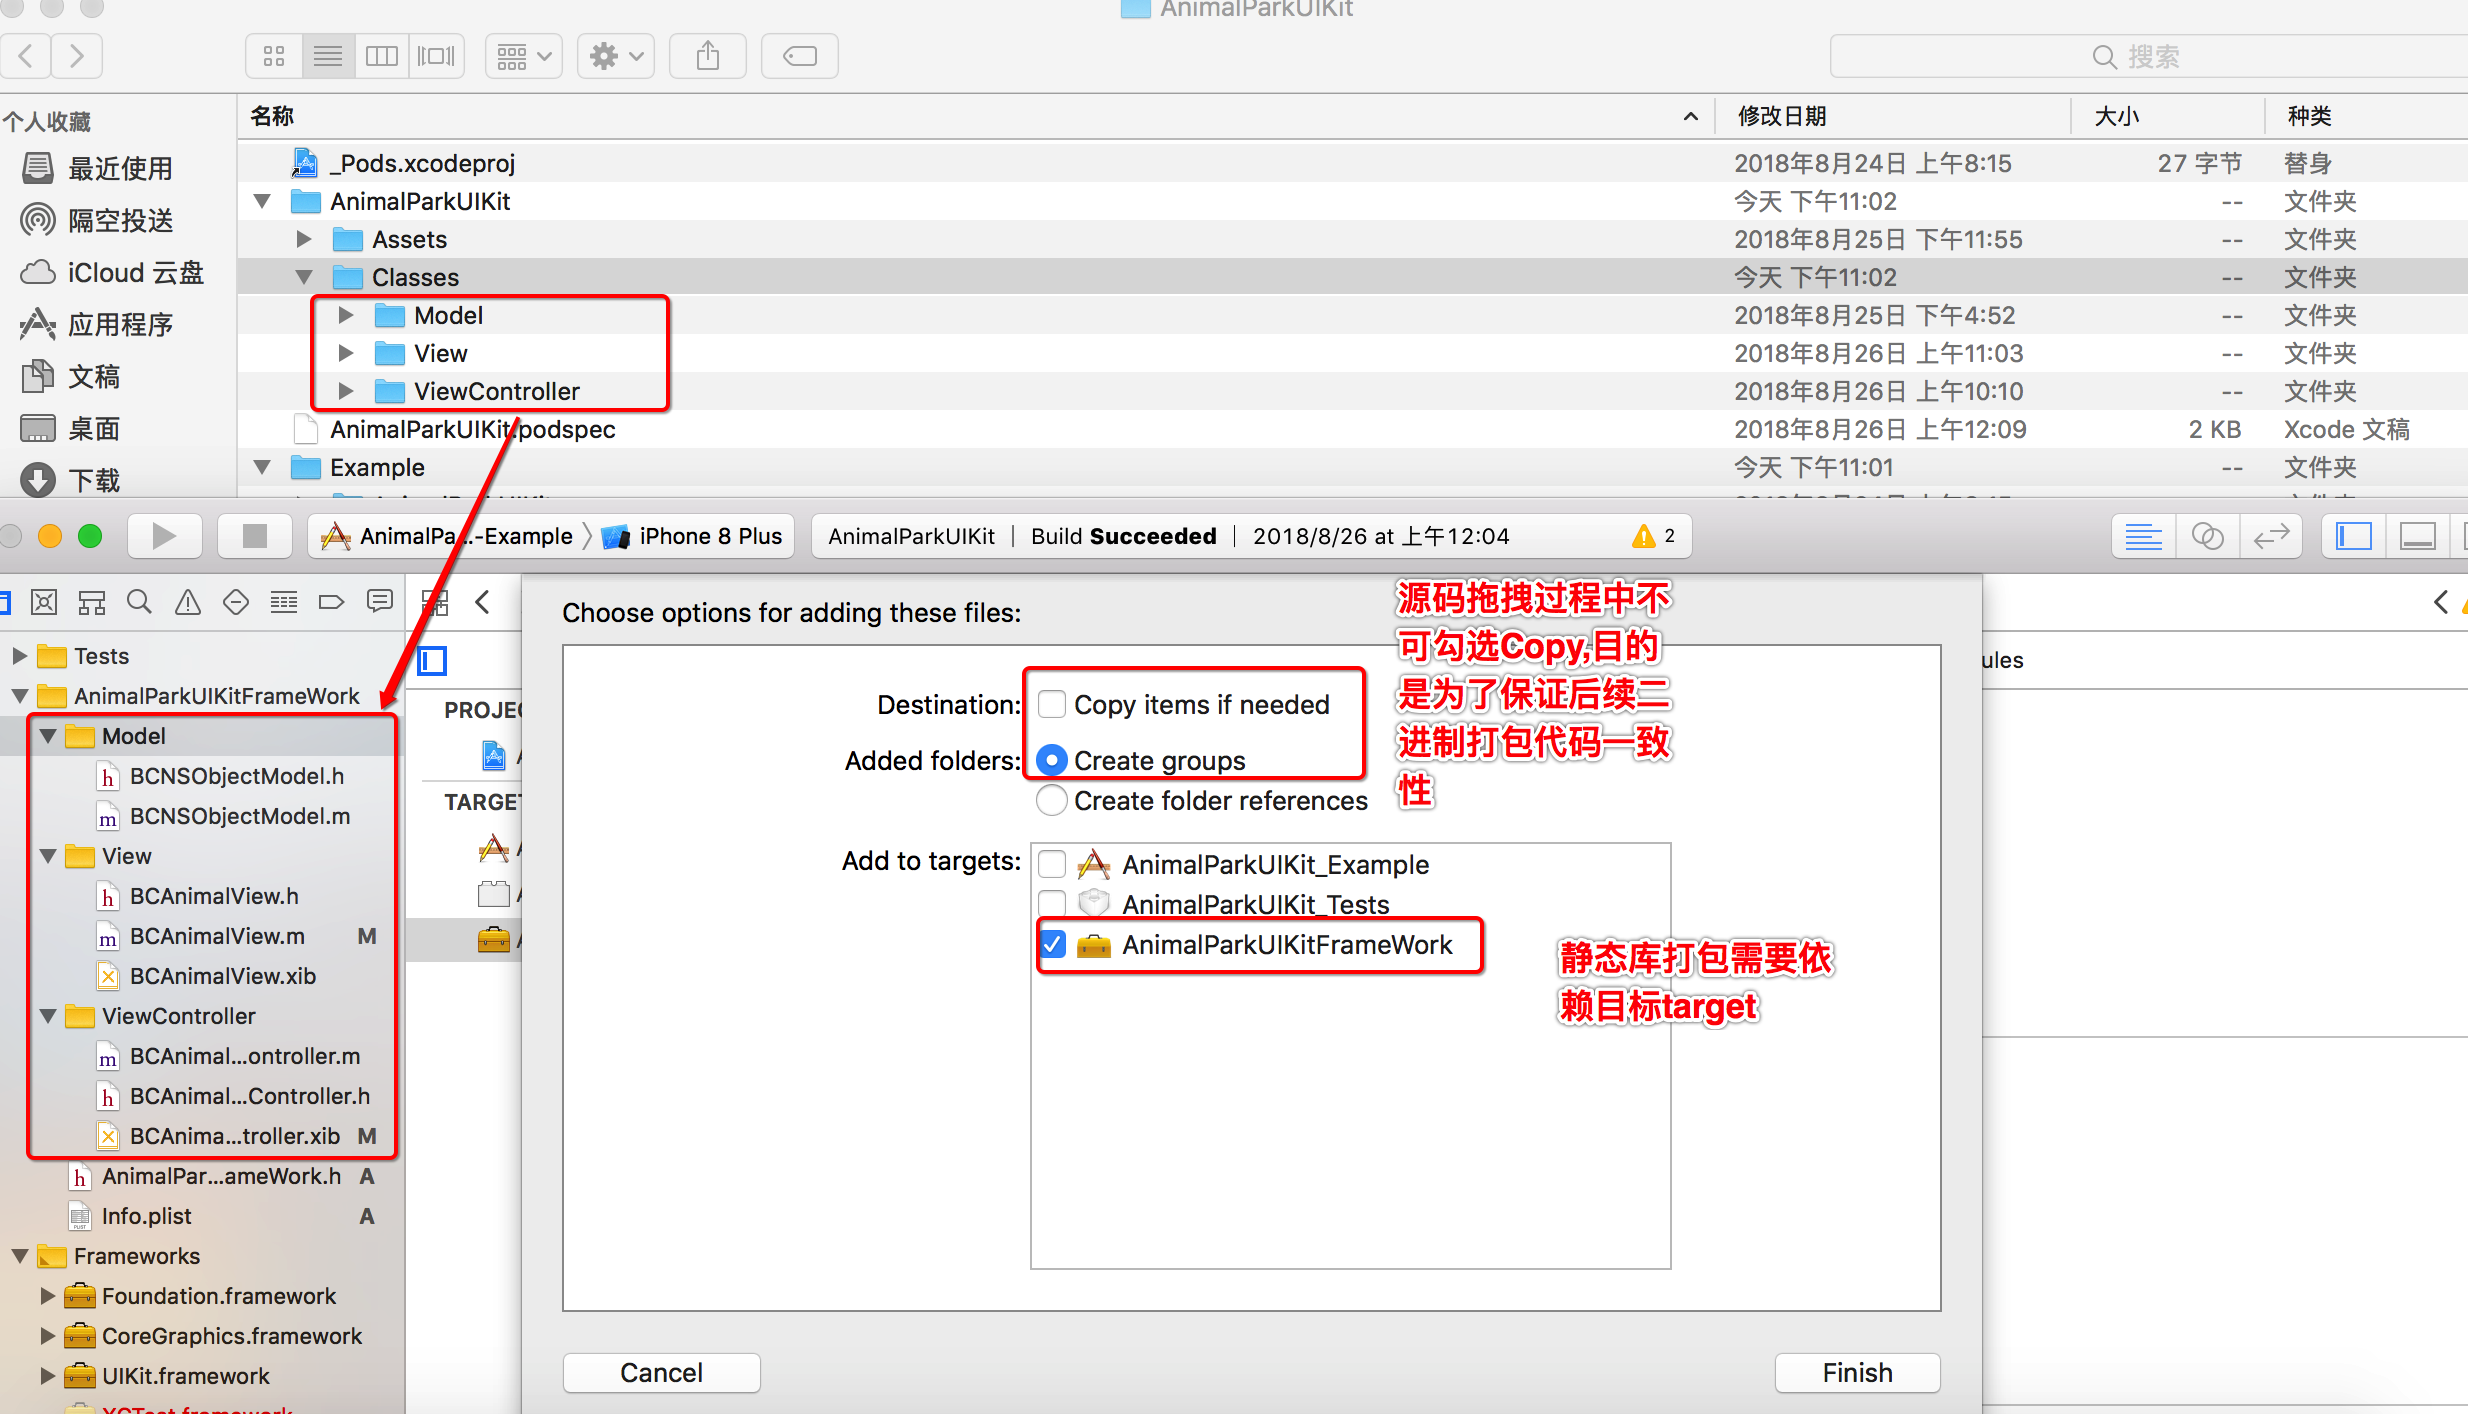 AnimalParkUIKit
搜索
个人收藏
最近使用
隔空投送
iCloud 云盘
应用程序
文稿
桌面
下载
名称 修改日期 大小 种类
_Pods.xcodeproj 2018年8月24日 上午8:15 27 字节 替身
AnimalParkUIKit 今天 下午11:02 -- 文件夹
Assets 2018年8月25日 下午11:55 -- 文件夹
Classes 今天 下午11:02 -- 文件夹
Model 2018年8月25日 下午4:52 -- 文件夹
View 2018年8月26日 上午11:03 -- 文件夹
ViewController 2018年8月26日 上午10:10 -- 文件夹
AnimalParkUIKit.podspec 2018年8月26日 上午12:09 2 KB Xcode 文稿
Example 今天 下午11:01 -- 文件夹
AnimalPa...-Example iPhone 8 Plus
AnimalParkUIKit | Build Succeeded | 2018/8/26 at 上午12:04 2
Tests
AnimalParkUIKitFrameWork
Model
BCNSObjectModel.h
BCNSObjectModel.m
View
BCAnimalView.h
BCAnimalView.m M
BCAnimalView.xib
ViewController
BCAnimal...ontroller.m
BCAnimal...Controller.h
BCAnima...troller.xib M
AnimalPar...ameWork.h A
Info.plist A
Frameworks
Foundation.framework
CoreGraphics.framework
UIKit.framework
XCTest.framework
PROJEC
TARGET
ules
Choose options for adding these files:
Destination: Copy items if needed
Added folders: Create groups
Create folder references
Add to targets: AnimalParkUIKit_Example
AnimalParkUIKit_Tests
AnimalParkUIKitFrameWork
源码拖拽过程中不
可勾选Copy,目的
是为了保证后续二
进制打包代码一致
性
静态库打包需要依
赖目标target
Cancel Finish